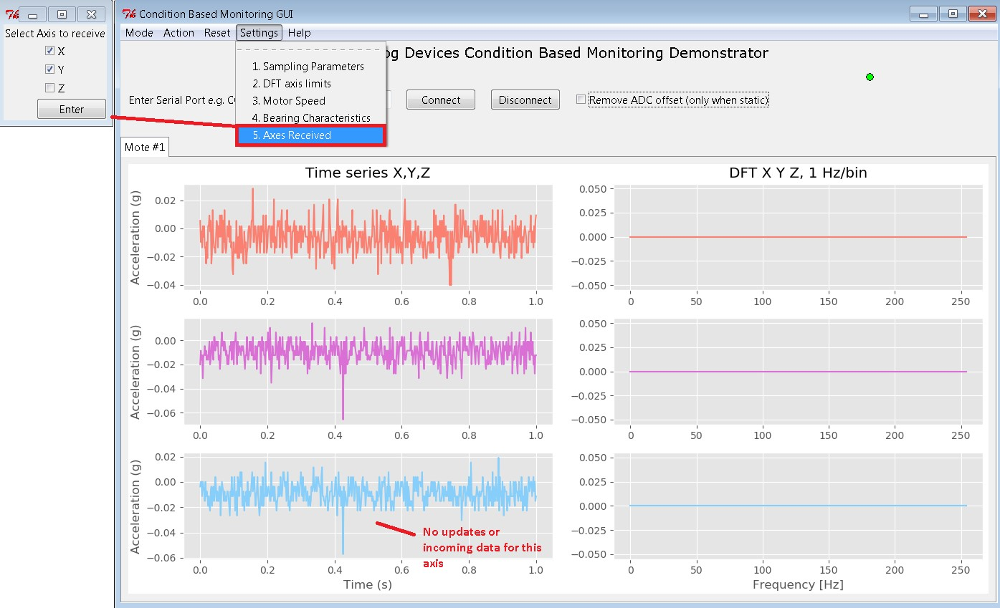 Select Axis to receive
X
Y
Z
Enter
Condition Based Monitoring GUI
Mode Action Reset Settings Help
og Devices Condition Based Monitoring Demonstrator
1. Sampling Parameters
2. DFT axis limits
3. Motor Speed
4. Bearing Characteristics
5. Axes Received
Enter Serial Port e.g. Connect Disconnect Remove ADC offset (only when static)
Mote #1
Time series X,Y,Z
Acceleration (g)
0.02
0.00
−0.02
−0.04
0.0 0.2 0.4 0.6 0.8 1.0
DFT X Y Z, 1 Hz/bin
0.050
0.025
0.000
−0.025
−0.050
0 50 100 150 200 250
Acceleration (g)
0.00
−0.02
−0.04
−0.06
0.0 0.2 0.4 0.6 0.8 1.0
0.050
0.025
0.000
−0.025
−0.050
0 50 100 150 200 250
Acceleration (g)
0.02
0.00
−0.02
−0.04
−0.06
No updates or
incoming data for this
axis
0.0 0.2 0.4 0.6 0.8 1.0
Time (s)
0.050
0.025
0.000
−0.025
−0.050
0 50 100 150 200 250
Frequency [Hz]